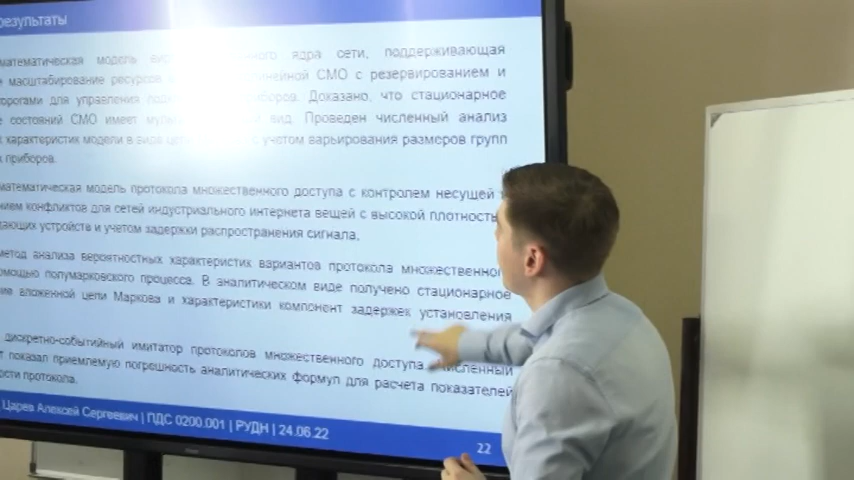 результаты
математическая модель ядра сети, поддерживающая
масштабирование ресурсов СМО с резервированием и
порогами для управления приборов. Доказано, что стационарное
состояний СМО имеет вид. Проведен численный анализ
характеристик модели в виде с учетом варьирования размеров групп
приборов.
математическая модель протокола множественного доступа с контролем несущей
конфликтов для сетей индустриального интернета вещей с высокой плотностью
устройств и учетом задержки распространения сигнала.
метод анализа вероятностных характеристик вариантов протокола
полумарковского процесса. В аналитическом виде получено стационарное
вложенной цепи Маркова и характеристики компонент задержек установления
дискретно-событийный имитатор протоколов множественного доступа. Численный
показал приемлемую погрешность аналитических формул для расчета показателей
протокола.
Царев Алексей Сергеевич | ПДС 0200.001 | РУДН | 24.06.22
22